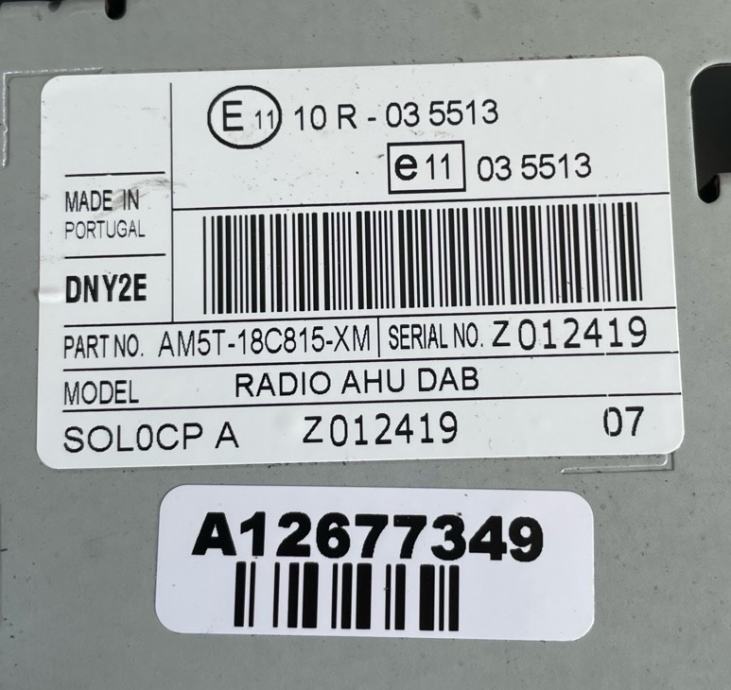 E 11 10 R - 03 5513
e 11 03 5513
MADE IN
PORTUGAL
DNY2E
PART NO. AM5T-18C815-XM SERIAL NO. Z012419
MODEL RADIO AHU DAB
SOL0CP A Z012419 07
A12677349